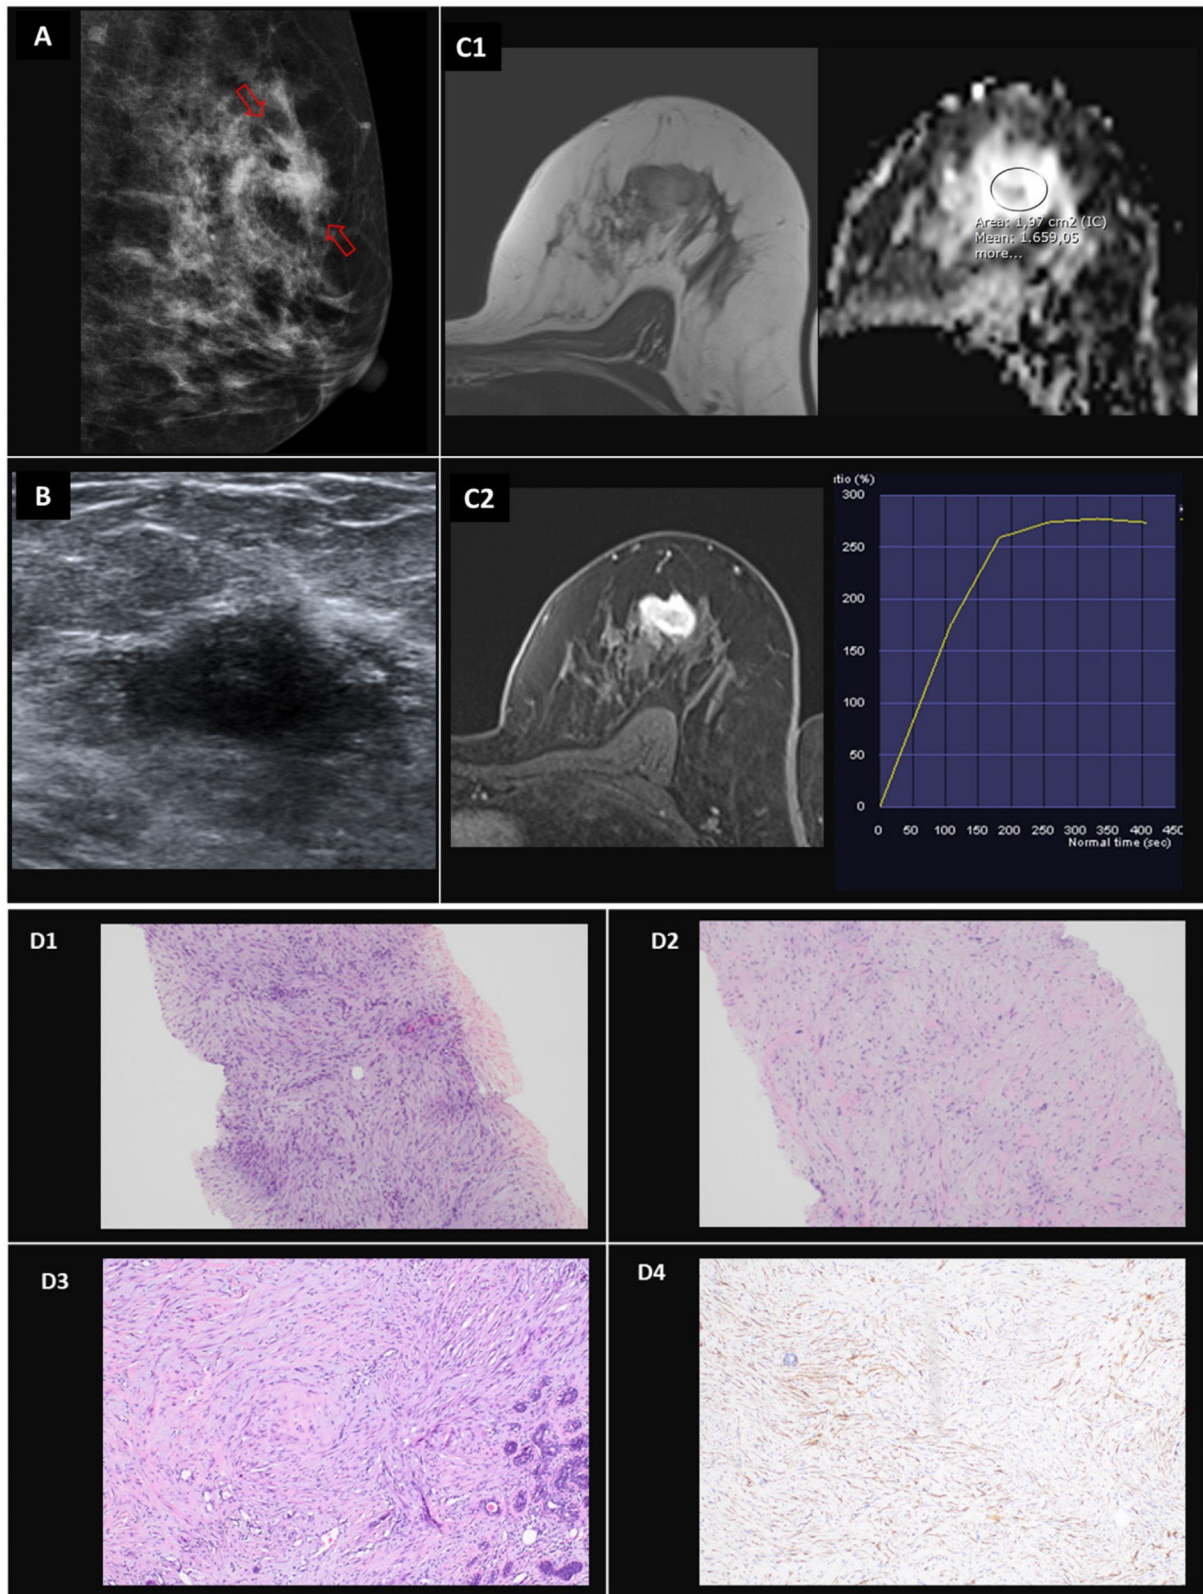 A
C1
Area: 1,97 cm2 (IC)
Mean: 1.659,05
more...
B
C2
tio (%)
300
250
200
150
100
50
0
0 50 100 150 200 250 300 350 400 450
Normal time (sec)
D1
D2
D3
D4